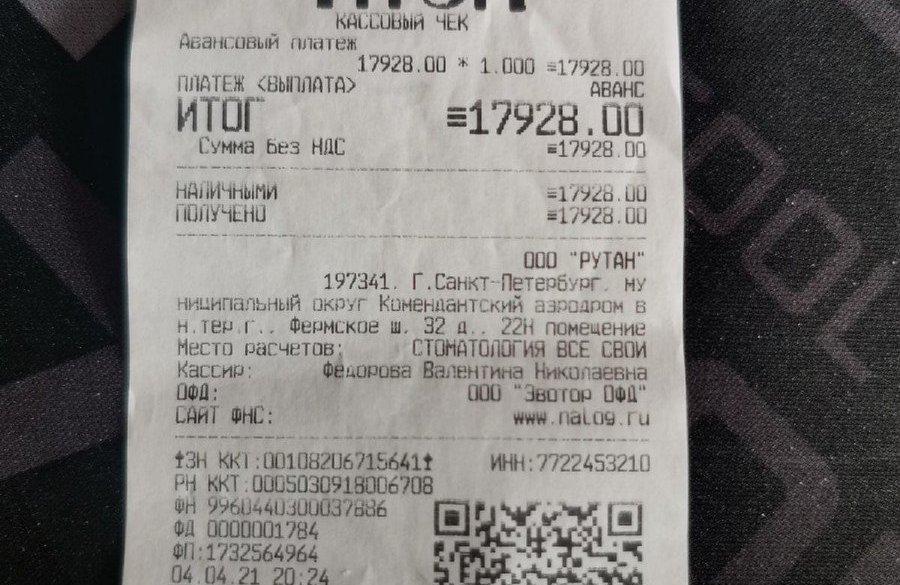 КАССОВЫЙ ЧЕК
Авансовый платеж
17928.00 * 1.000 ≡17928.00
ПЛАТЕЖ <ВЫПЛАТА> АВАНС
ИТОГ ≡17928.00
Сумма без НДС ≡17928.00
НАЛИЧНЫМИ ≡17928.00
ПОЛУЧЕНО ≡17928.00
ООО "РУТАН"
197341, Г.Санкт-Петербург, му
ниципальный округ Комендантский аэродром в
н.тер.г., Фермское ш. 32 д., 22Н помещение
Место расчетов: СТОМАТОЛОГИЯ ВСЕ СВОИ
Кассир: Фёдорова Валентина Николаевна
ОФД: ООО "Эвотор ОФД"
САЙТ ФНС: www.nalog.ru
ЗН ККТ:00108206715641 ИНН:7722453210
РН ККТ:0005030918006708
ФН 9960440300037886
ФД 0000001784
ФП:1732564964
04.04.21 20:24